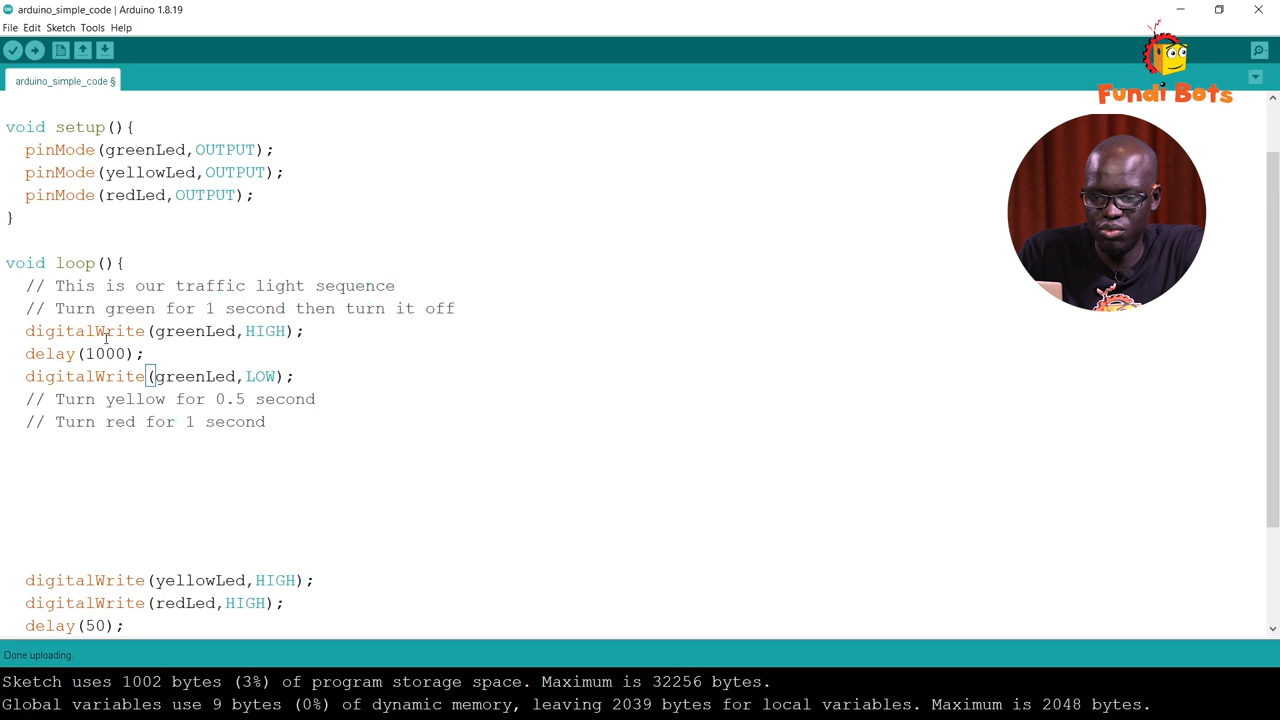 arduino_simple_code | Arduino 1.8.19
File Edit Sketch Tools Help
Fundi Bots
arduino_simple_code §
void setup(){
pinMode(greenLed,OUTPUT);
pinMode(yellowLed,OUTPUT);
pinMode(redLed,OUTPUT);
}
void loop(){
// This is our traffic light sequence
// Turn green for 1 second then turn it off
digitalWrite(greenLed,HIGH);
delay(1000);
digitalWrite(greenLed,LOW);
// Turn yellow for 0.5 second
// Turn red for 1 second
digitalWrite(yellowLed,HIGH);
digitalWrite(redLed,HIGH);
delay(50);
Done uploading.
Sketch uses 1002 bytes (3%) of program storage space. Maximum is 32256 bytes.
Global variables use 9 bytes (0%) of dynamic memory, leaving 2039 bytes for local variables. Maximum is 2048 bytes.